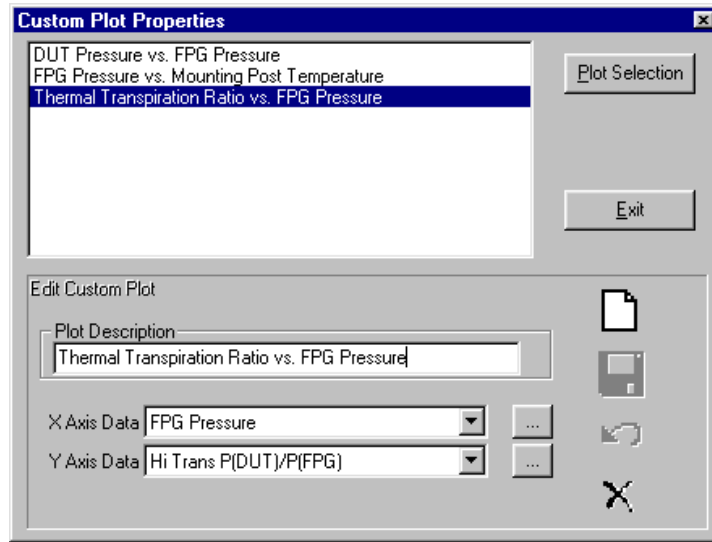 Custom Plot Properties
DUT Pressure vs. FPG Pressure
FPG Pressure vs. Mounting Post Temperature
Thermal Transpiration Ratio vs. FPG Pressure
Plot Selection
Exit
Edit Custom Plot
Plot Description
Thermal Transpiration Ratio vs. FPG Pressure
X Axis Data FPG Pressure ...
Y Axis Data Hi Trans P(DUT)/P(FPG) ...